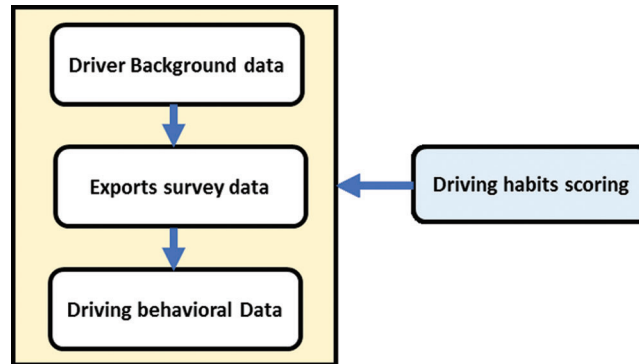 Driver Background data
Exports survey data
Driving habits scoring
Driving behavioral Data